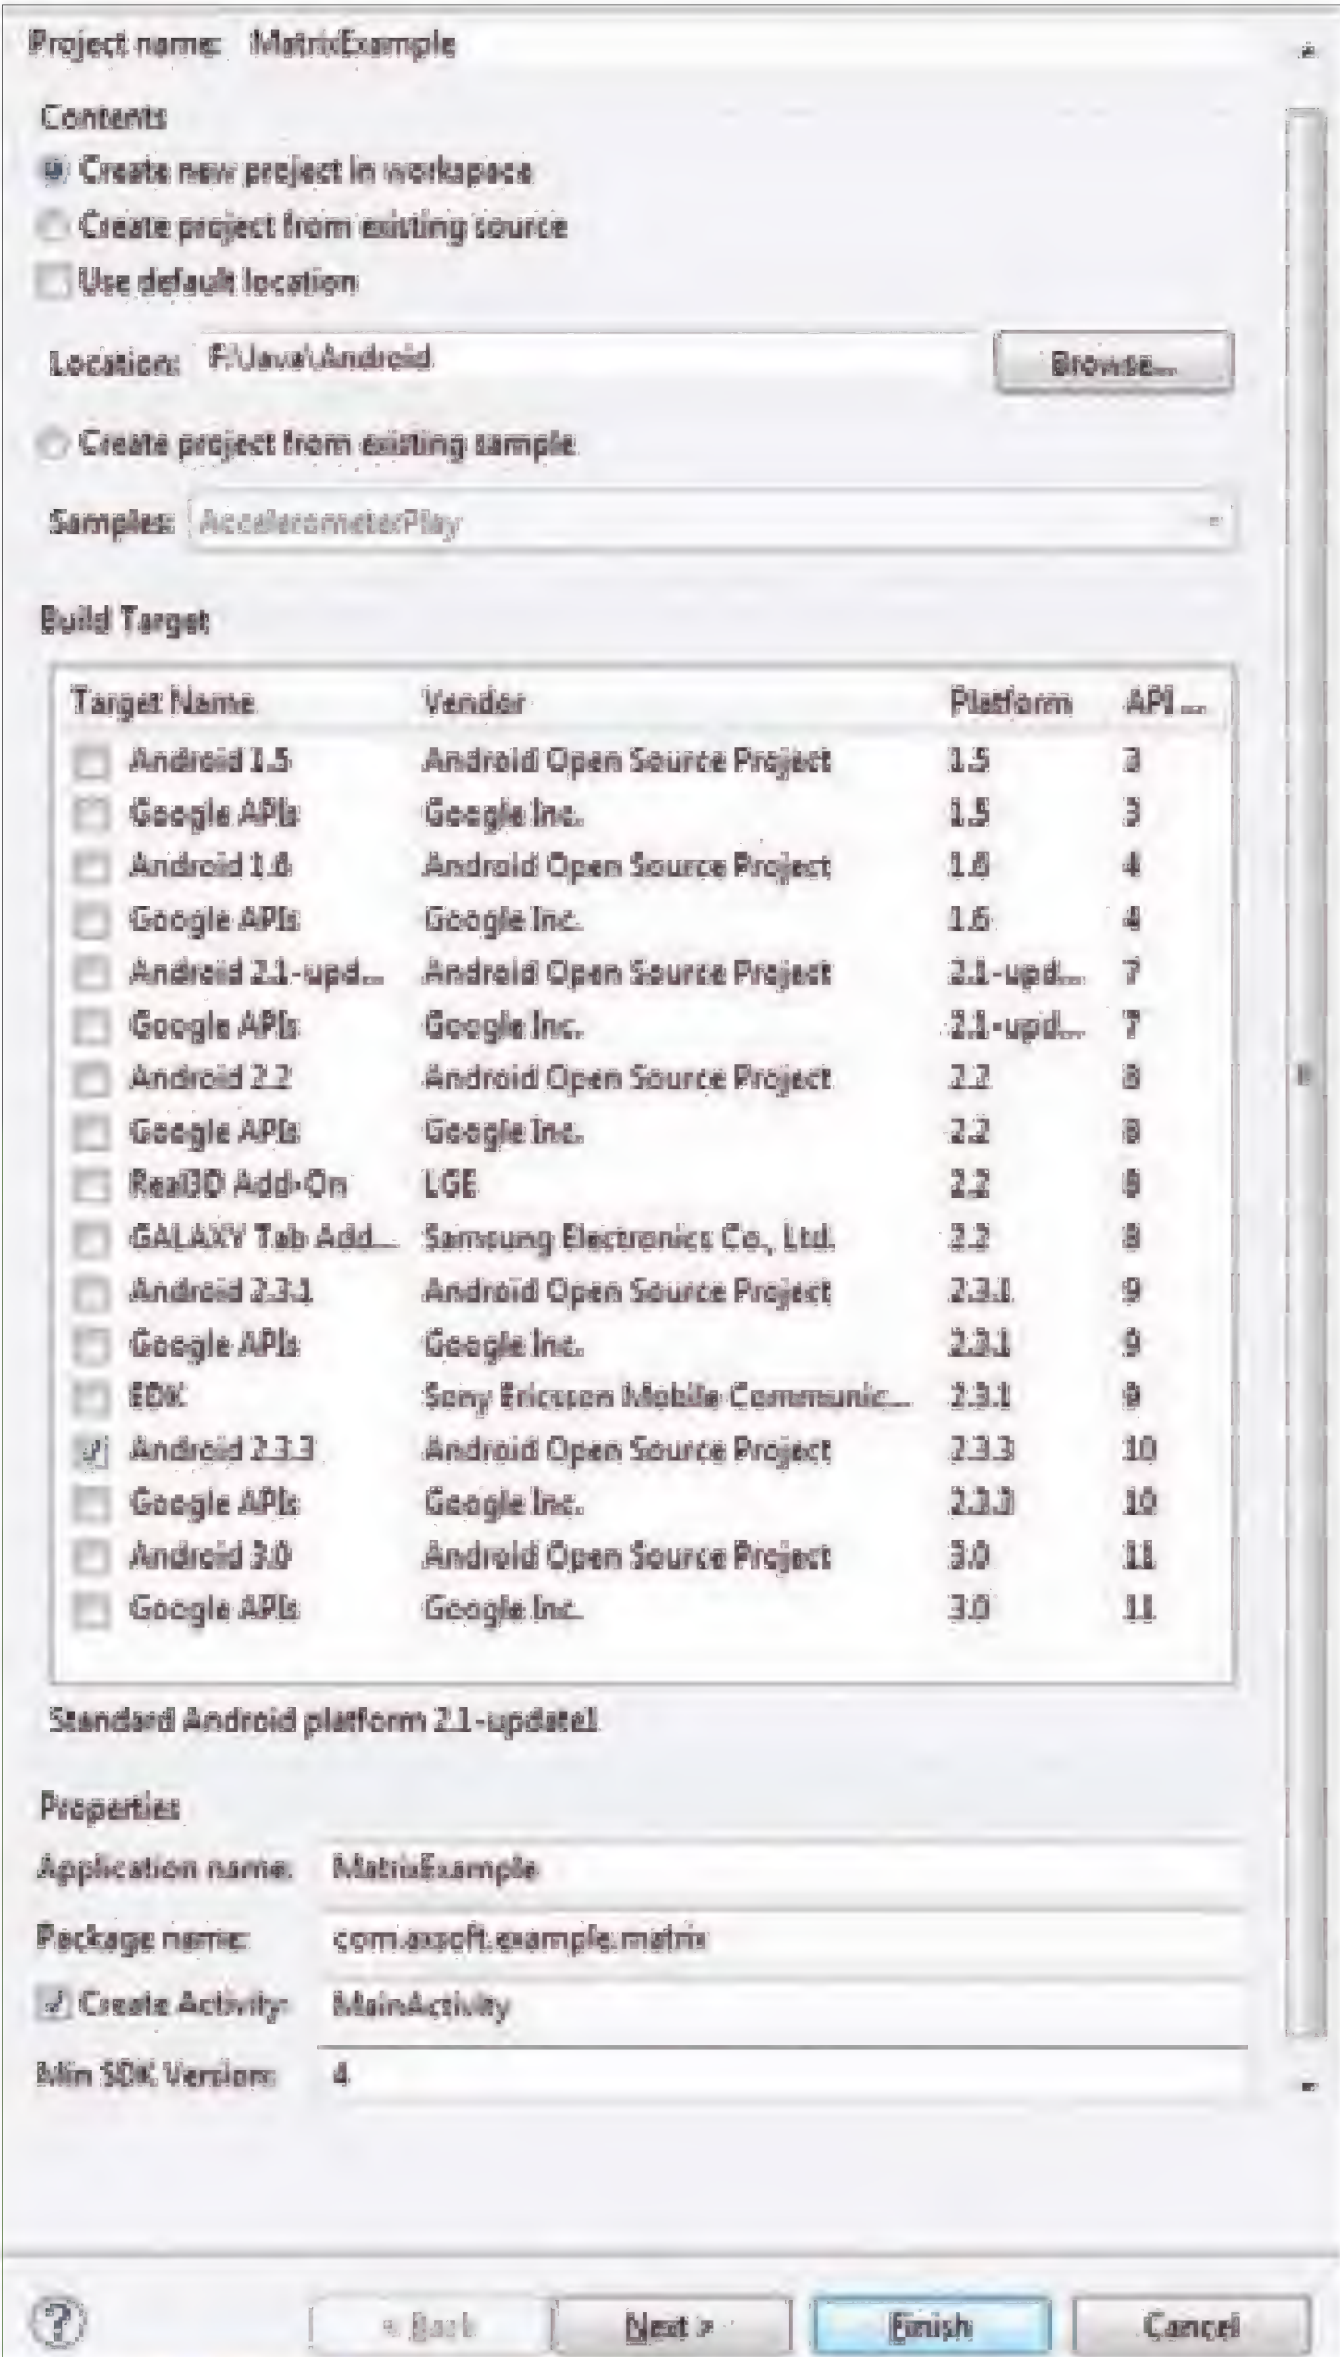 Project name: MatrixExample
Contents
Create new project in workspace
Create project from existing source
Use default location
Location: F:\Java\Android Browse...
Create project from existing sample
Samples: AccelerometerPlay
Build Target
Target Name Vendor Platform API ...
Android 1.5 Android Open Source Project 1.5 3
Google APIs Google Inc. 1.5 3
Android 1.6 Android Open Source Project 1.6 4
Google APIs Google Inc. 1.6 4
Android 2.1-upd... Android Open Source Project 2.1-upd... 7
Google APIs Google Inc. 2.1-upd... 7
Android 2.2 Android Open Source Project 2.2 8
Google APIs Google Inc. 2.2 8
Real3D Add-On LGE 2.2 8
GALAXY Tab Add... Samsung Electronics Co., Ltd. 2.2 8
Android 2.3.1 Android Open Source Project 2.3.1 9
Google APIs Google Inc. 2.3.1 9
EDK Sony Ericsson Mobile Communic... 2.3.1 9
Android 2.3.3 Android Open Source Project 2.3.3 10
Google APIs Google Inc. 2.3.3 10
Android 3.0 Android Open Source Project 3.0 11
Google APIs Google Inc. 3.0 11
Standard Android platform 2.1-update1
Properties
Application name: MatrixExample
Package name: com.axsoft.example.matrix
Create Activity: MainActivity
Min SDK Version: 4
? < Back Next > Finish Cancel